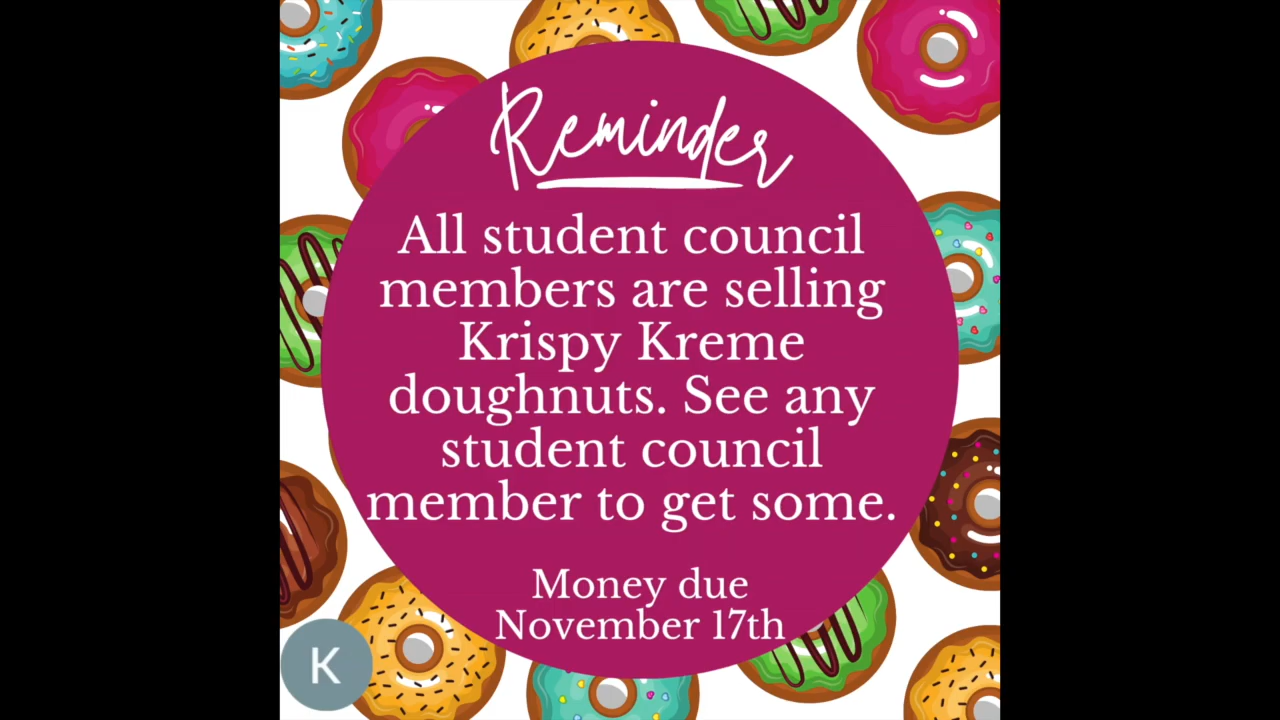 Reminder
All student council
members are selling
Krispy Kreme
doughnuts. See any
student council
member to get some.
Money due
November 17th
K